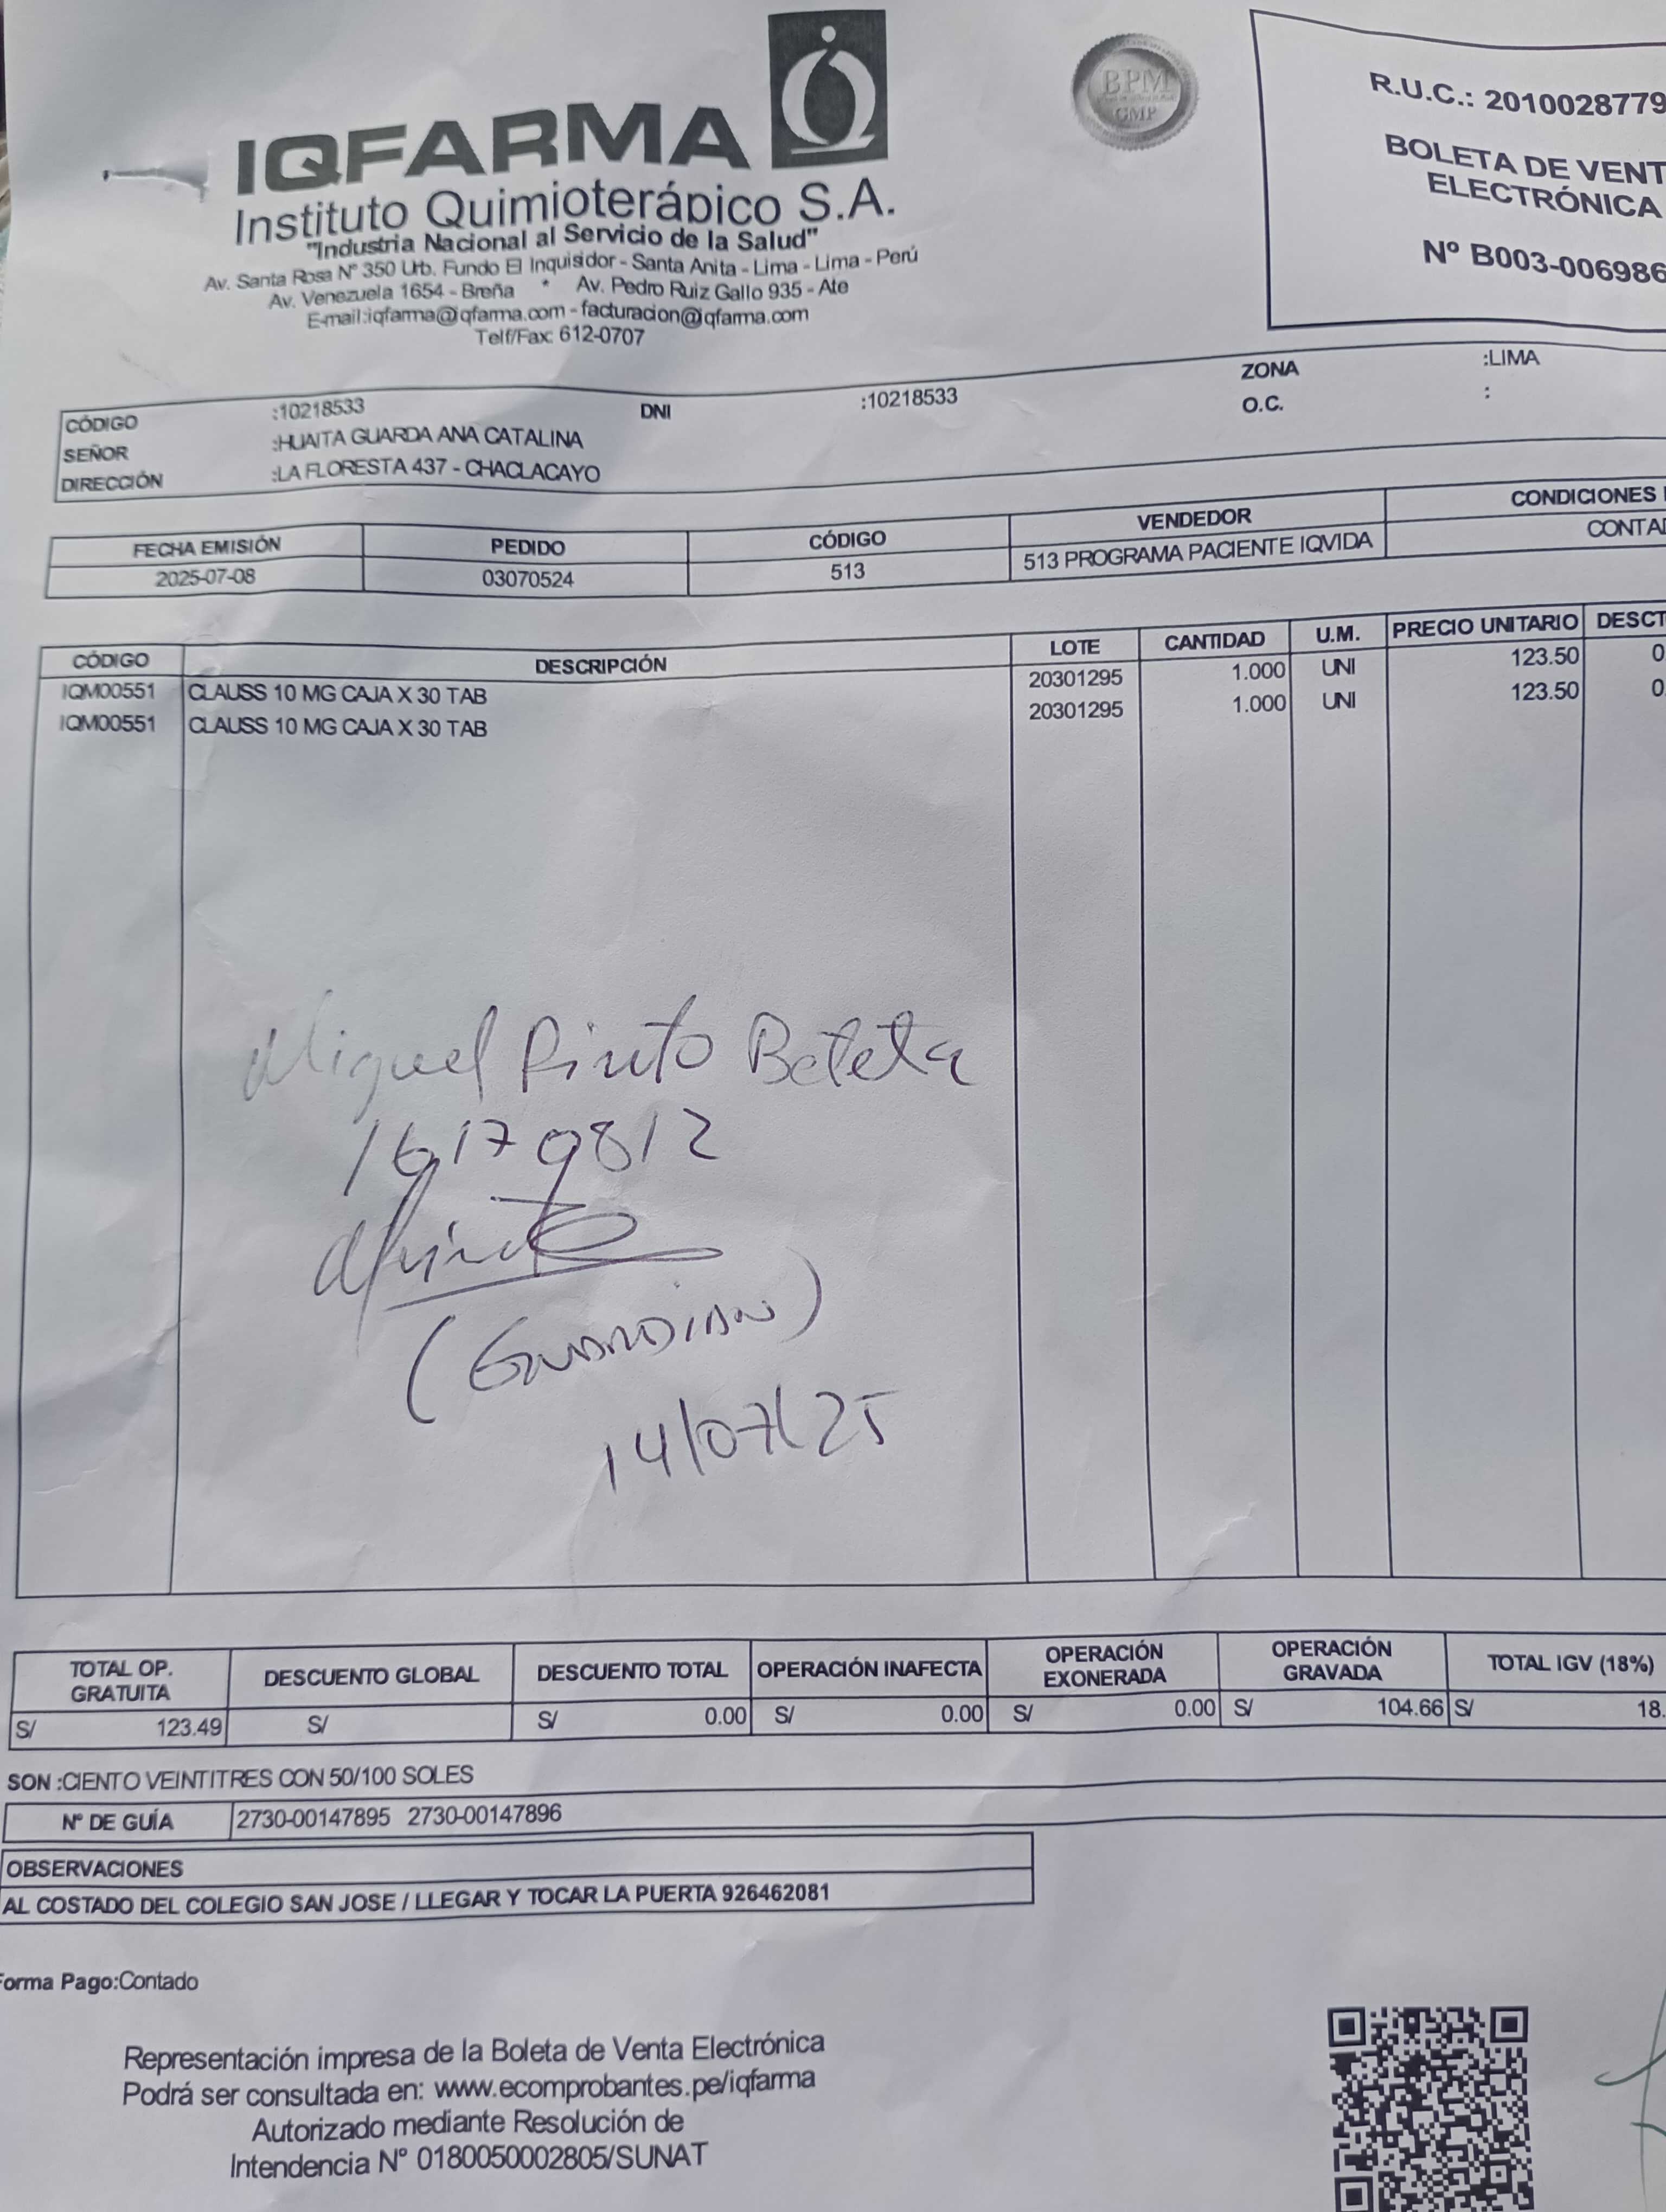 IQFARMA
Instituto Quimioterápico S.A.
"Industria Nacional al Servicio de la Salud"
Av. Santa Rosa Nº 350 Urb. Fundo El Inquisidor - Santa Anita - Lima - Lima - Perú
Av. Venezuela 1654 - Breña * Av. Pedro Ruiz Gallo 935 - Ate
E-mail:iqfarma@iqfarma.com - facturacion@iqfarma.com
Telf/Fax: 612-0707
BPM
GMP
R.U.C.: 2010028779
BOLETA DE VENT
ELECTRÓNICA
Nº B003-006986
CÓDIGO :10218533 DNI :10218533 ZONA :LIMA
SEÑOR :HUAITA GUARDA ANA CATALINA O.C. :
DIRECCIÓN :LA FLORESTA 437 - CHACLACAYO
FECHA EMISIÓN PEDIDO CÓDIGO VENDEDOR CONDICIONES
2025-07-08 03070524 513 513 PROGRAMA PACIENTE IQVIDA CONTA
CÓDIGO DESCRIPCIÓN LOTE CANTIDAD U.M. PRECIO UNITARIO DESCT
IQM00551 CLAUSS 10 MG CAJA X 30 TAB 20301295 1.000 UNI 123.50 0
IQM00551 CLAUSS 10 MG CAJA X 30 TAB 20301295 1.000 UNI 123.50 0.
Miguel Pinto Beteta
16179812
(GUARDIAN)
14/07/25
TOTAL OP. GRATUITA DESCUENTO GLOBAL DESCUENTO TOTAL OPERACIÓN INAFECTA OPERACIÓN EXONERADA OPERACIÓN GRAVADA TOTAL IGV (18%)
S/ 123.49 S/ S/ 0.00 S/ 0.00 S/ 0.00 S/ 104.66 S/ 18.
SON :CIENTO VEINTITRES CON 50/100 SOLES
Nº DE GUÍA 2730-00147895 2730-00147896
OBSERVACIONES
AL COSTADO DEL COLEGIO SAN JOSE / LLEGAR Y TOCAR LA PUERTA 926462081
Forma Pago:Contado
Representación impresa de la Boleta de Venta Electrónica
Podrá ser consultada en: www.ecomprobantes.pe/iqfarma
Autorizado mediante Resolución de
Intendencia Nº 0180050002805/SUNAT